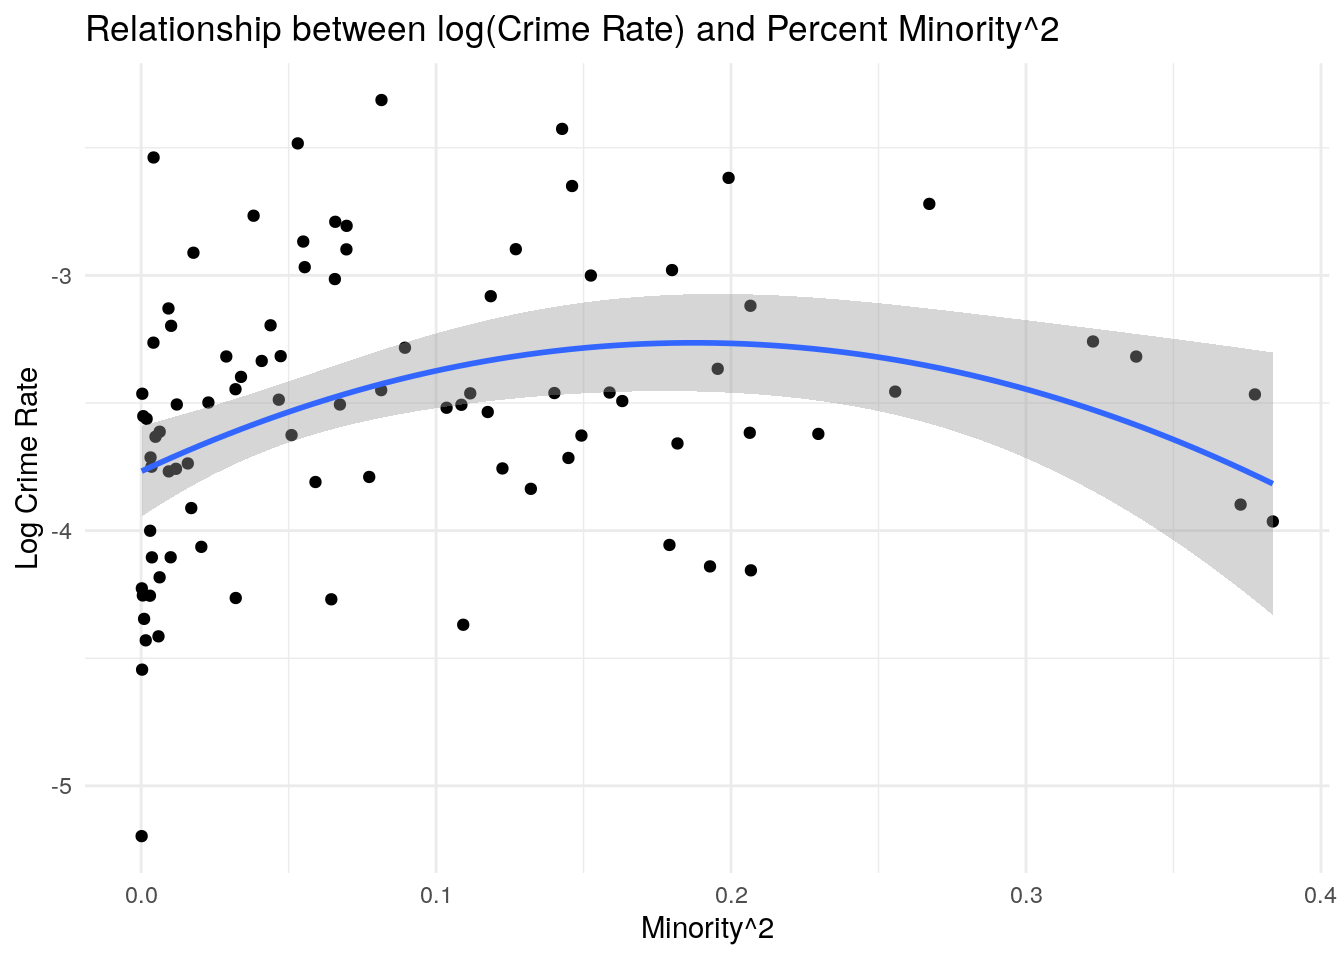 Relationship between log(Crime Rate) and Percent Minority^2
Log Crime Rate
-3
-4
-5
0.0 0.1 0.2 0.3 0.4
Minority^2